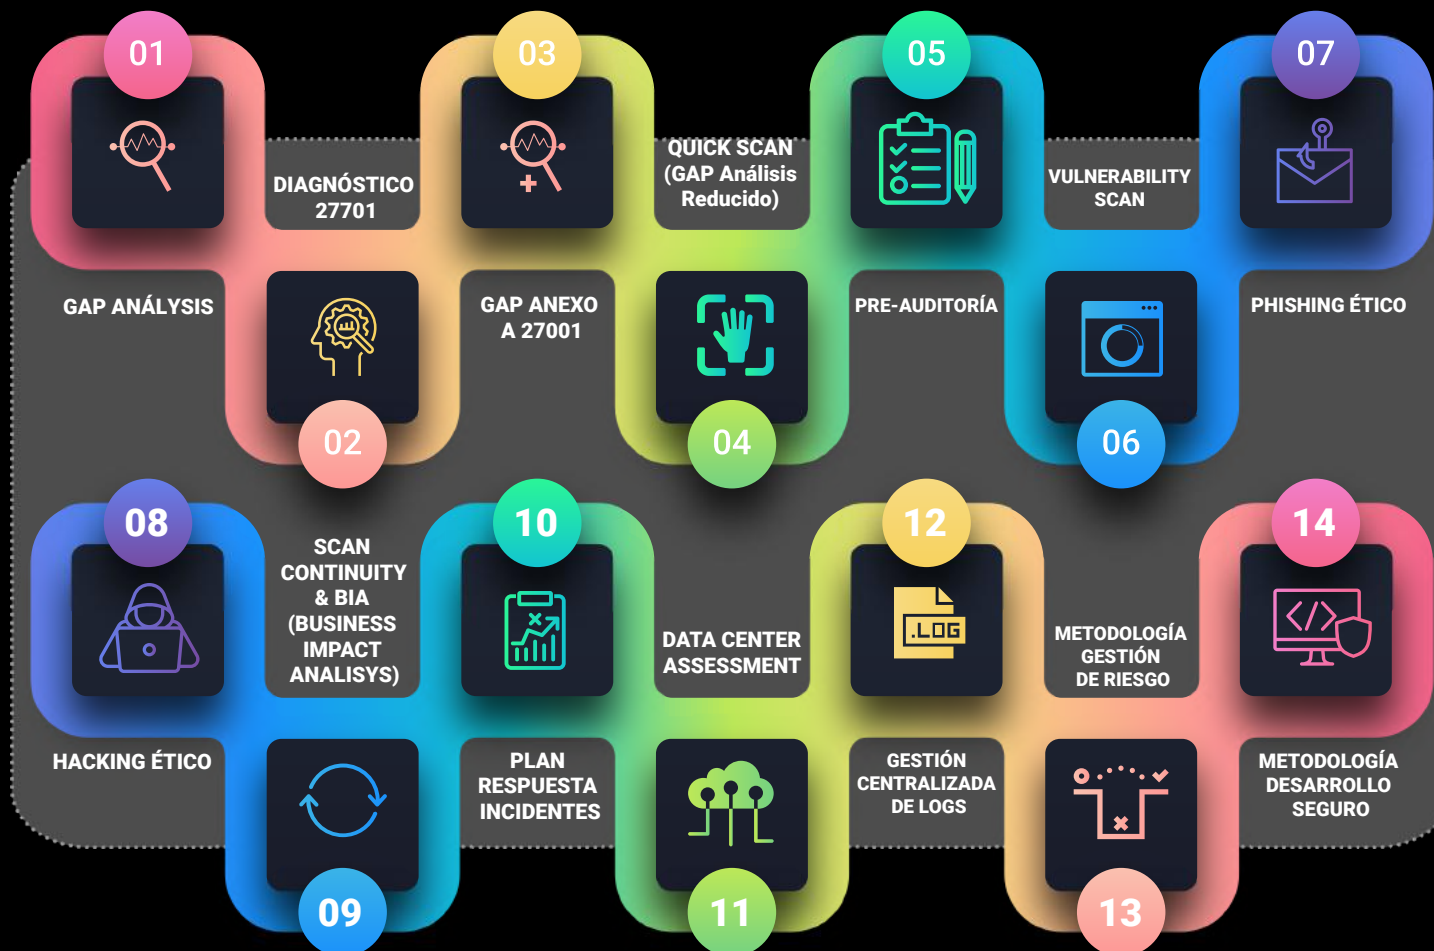 01
GAP ANÁLYSIS
DIAGNÓSTICO
27701
02
03
GAP ANEXO
A 27001
QUICK SCAN
(GAP Análisis
Reducido)
04
05
PRE-AUDITORÍA
VULNERABILITY
SCAN
06
07
PHISHING ÉTICO
08
HACKING ÉTICO
SCAN
CONTINUITY
& BIA
(BUSINESS
IMPACT
ANALISYS)
09
10
PLAN
RESPUESTA
INCIDENTES
DATA CENTER
ASSESSMENT
11
12
.LOG
GESTIÓN
CENTRALIZADA
DE LOGS
METODOLOGÍA
GESTIÓN
DE RIESGO
13
14
METODOLOGÍA
DESARROLLO
SEGURO